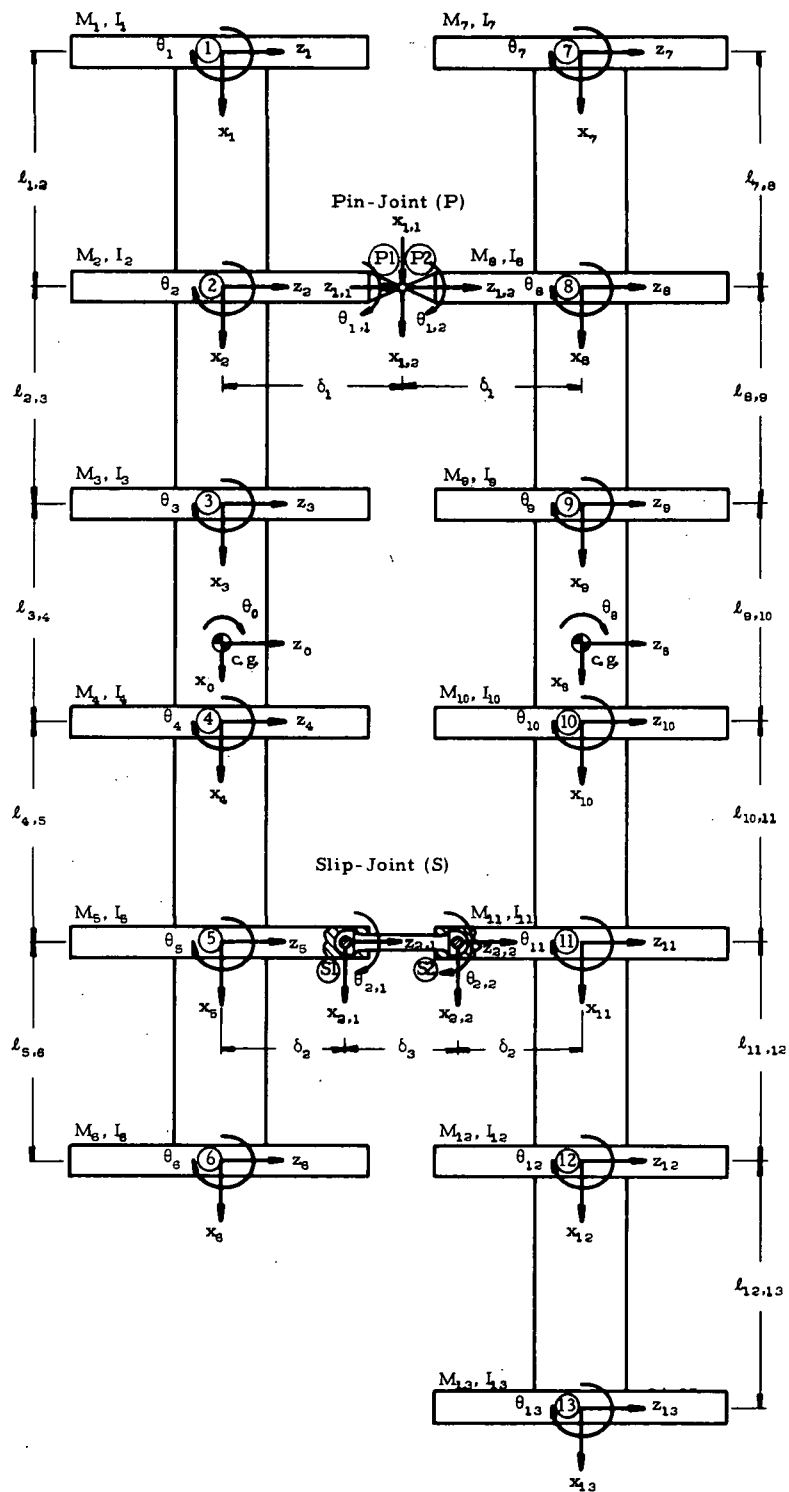 M₁, I₁ M₇, I₇
θ₁ 1 z₁ θ₇ 7 z₇
x₁ x₇
ℓ₁,₂ ℓ₇,₈
Pin-Joint (P)
x₁,₁
M₂, I₂ P1 P2 M₈, I₈
θ₂ 2 z₂ z₁,₁ z₁,₂ θ₈ 8 z₈
θ₁,₁ θ₁,₂
x₂ x₁,₂ x₈
ℓ₂,₃ δ₁ δ₁ ℓ₈,₉
M₃, I₃ M₉, I₉
θ₃ 3 z₃ θ₉ 9 z₉
x₃ x₉
ℓ₃,₄ θ₀ θ₈ ℓ₉,₁₀
z₀ z₈
c.g. c.g.
x₀ x₈
M₄, I₄ M₁₀, I₁₀
θ₄ 4 z₄ θ₁₀ 10 z₁₀
x₄ x₁₀
ℓ₄,₅ ℓ₁₀,₁₁
Slip-Joint (S)
M₅, I₅ M₁₁, I₁₁
θ₅ 5 z₅ z₂,₁ z₂,₂ θ₁₁ 11 z₁₁
S1 θ₂,₁ S2 θ₂,₂
x₅ x₂,₁ x₂,₂ x₁₁
ℓ₅,₆ δ₂ δ₃ δ₂ ℓ₁₁,₁₂
M₆, I₆ M₁₂, I₁₂
θ₆ 6 z₆ θ₁₂ 12 z₁₂
x₆ x₁₂
ℓ₁₂,₁₃
M₁₃, I₁₃
θ₁₃ 13 z₁₃
x₁₃